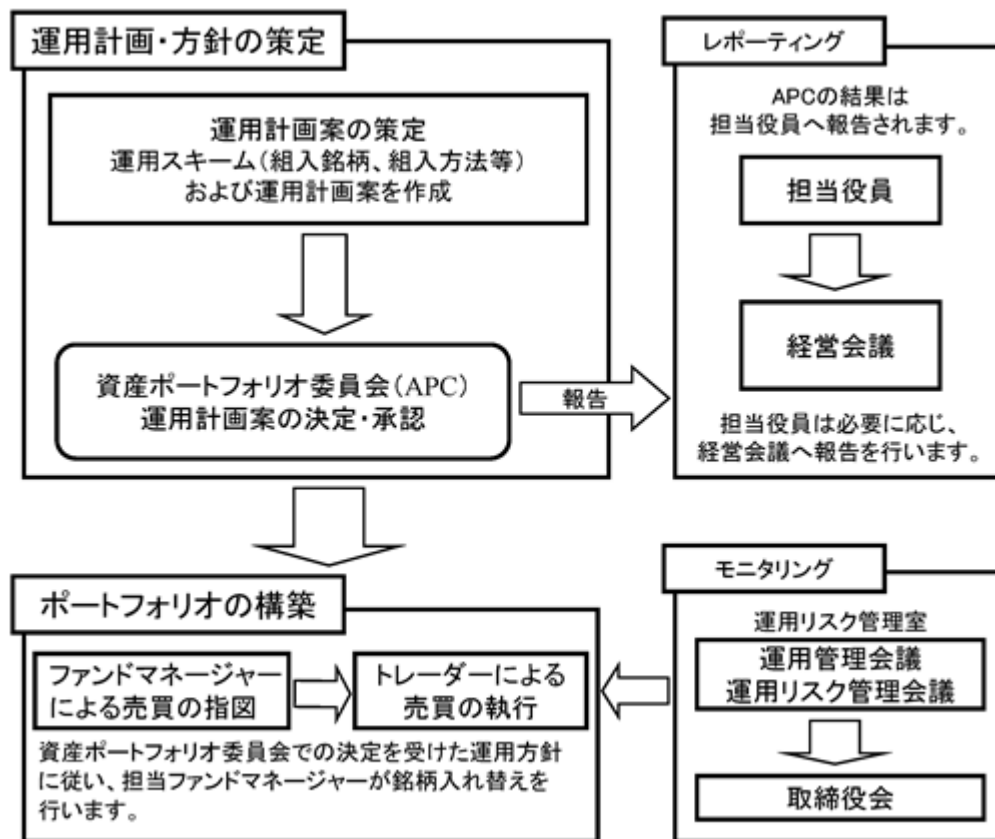 運用計画・方針の策定
運用計画案の策定
運用スキーム(組入銘柄、組入方法等)
および運用計画案を作成
資産ポートフォリオ委員会(APC)
運用計画案の決定・承認
報告
レポーティング
APCの結果は
担当役員へ報告されます。
担当役員
経営会議
担当役員は必要に応じ、
経営会議へ報告を行います。
ポートフォリオの構築
ファンドマネージャー
による売買の指図
トレーダーによる
売買の執行
資産ポートフォリオ委員会での決定を受けた運用方針
に従い、担当ファンドマネージャーが銘柄入れ替えを
行います。
モニタリング
運用リスク管理室
運用管理会議
運用リスク管理会議
取締役会